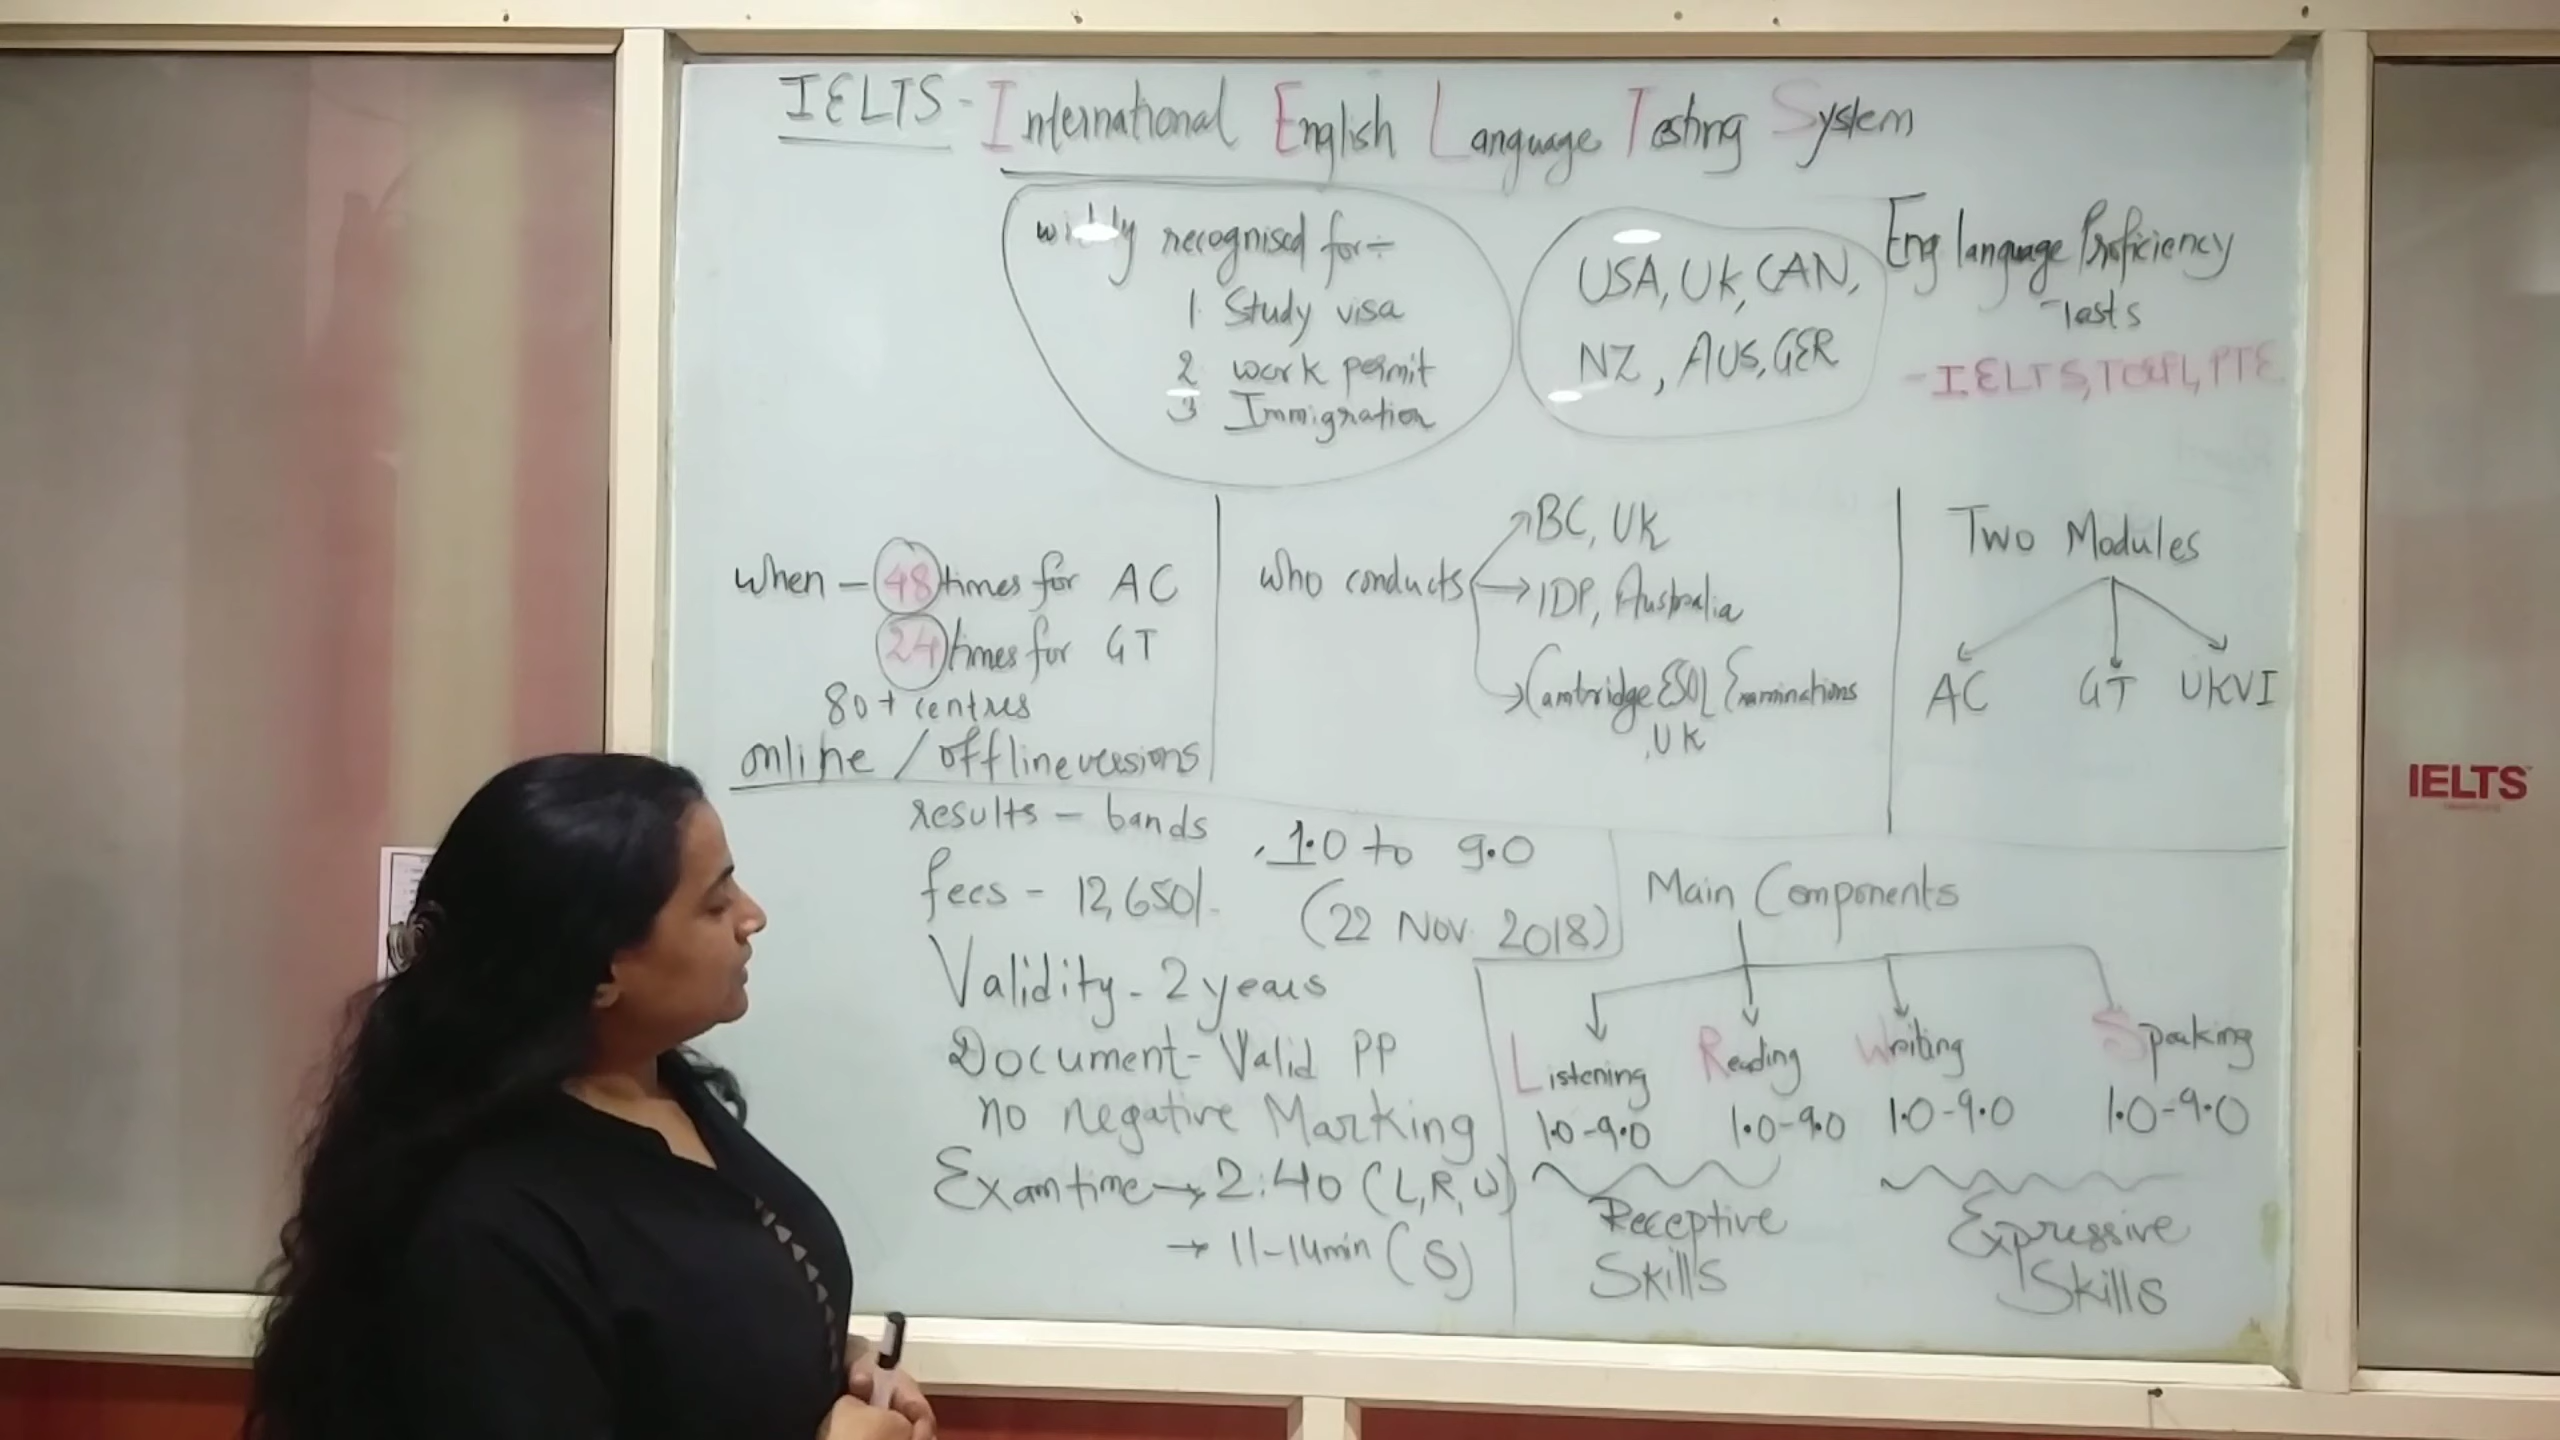 IELTS - International English Language Testing System
widely recognised for:-
1. Study visa
2 work permit
3 Immigration
USA, UK, CAN,
NZ, AUS, GER
Eng language Proficiency
Tests
- IELTS, TOEFL, PTE
when - 48 times for AC
24 times for GT
80+ centres
online / offline versions
who conducts
BC, UK
IDP, Australia
Cambridge ESOL Examinations
, UK
Two Modules
AC GT UKVI
results - bands 1.0 to 9.0
fees - 12,650/- (22 Nov. 2018)
Validity - 2 years
Document - Valid PP
no negative Marking
Exam time → 2:40 (L, R, W)
→ 11-14min (S)
Main Components
Listening Reading Writing Speaking
1.0-9.0 1.0-9.0 1.0-9.0 1.0-9.0
Receptive Skills
Expressive Skills
IELTS